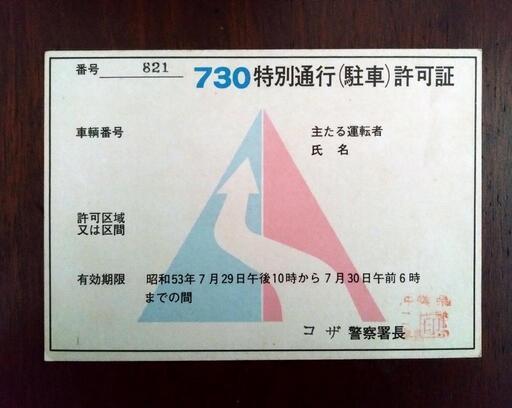 番号 821
730特別通行(駐車)許可証
車輌番号
主たる運転者
氏名
許可区域
又は区間
有効期限 昭和53年7月29日午後10時から7月30日午前6時
までの間
コザ警察署長